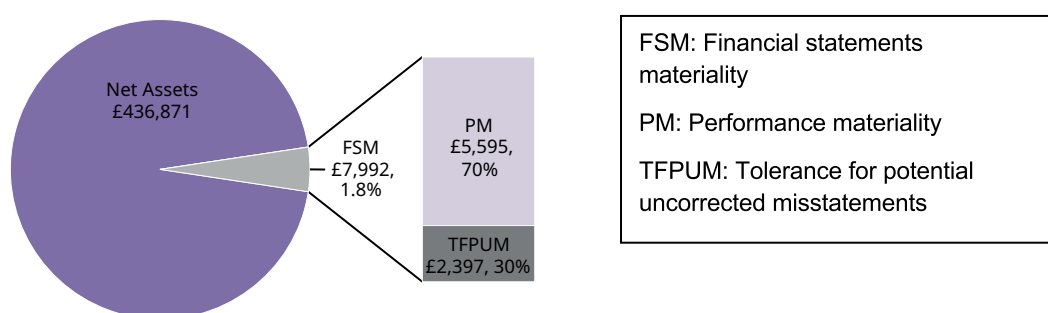 Net Assets
£436,871
FSM
£7,992,
1.8%
PM
£5,595,
70%
TFPUM
£2,397, 30%
FSM: Financial statements
materiality
PM: Performance materiality
TFPUM: Tolerance for potential
uncorrected misstatements